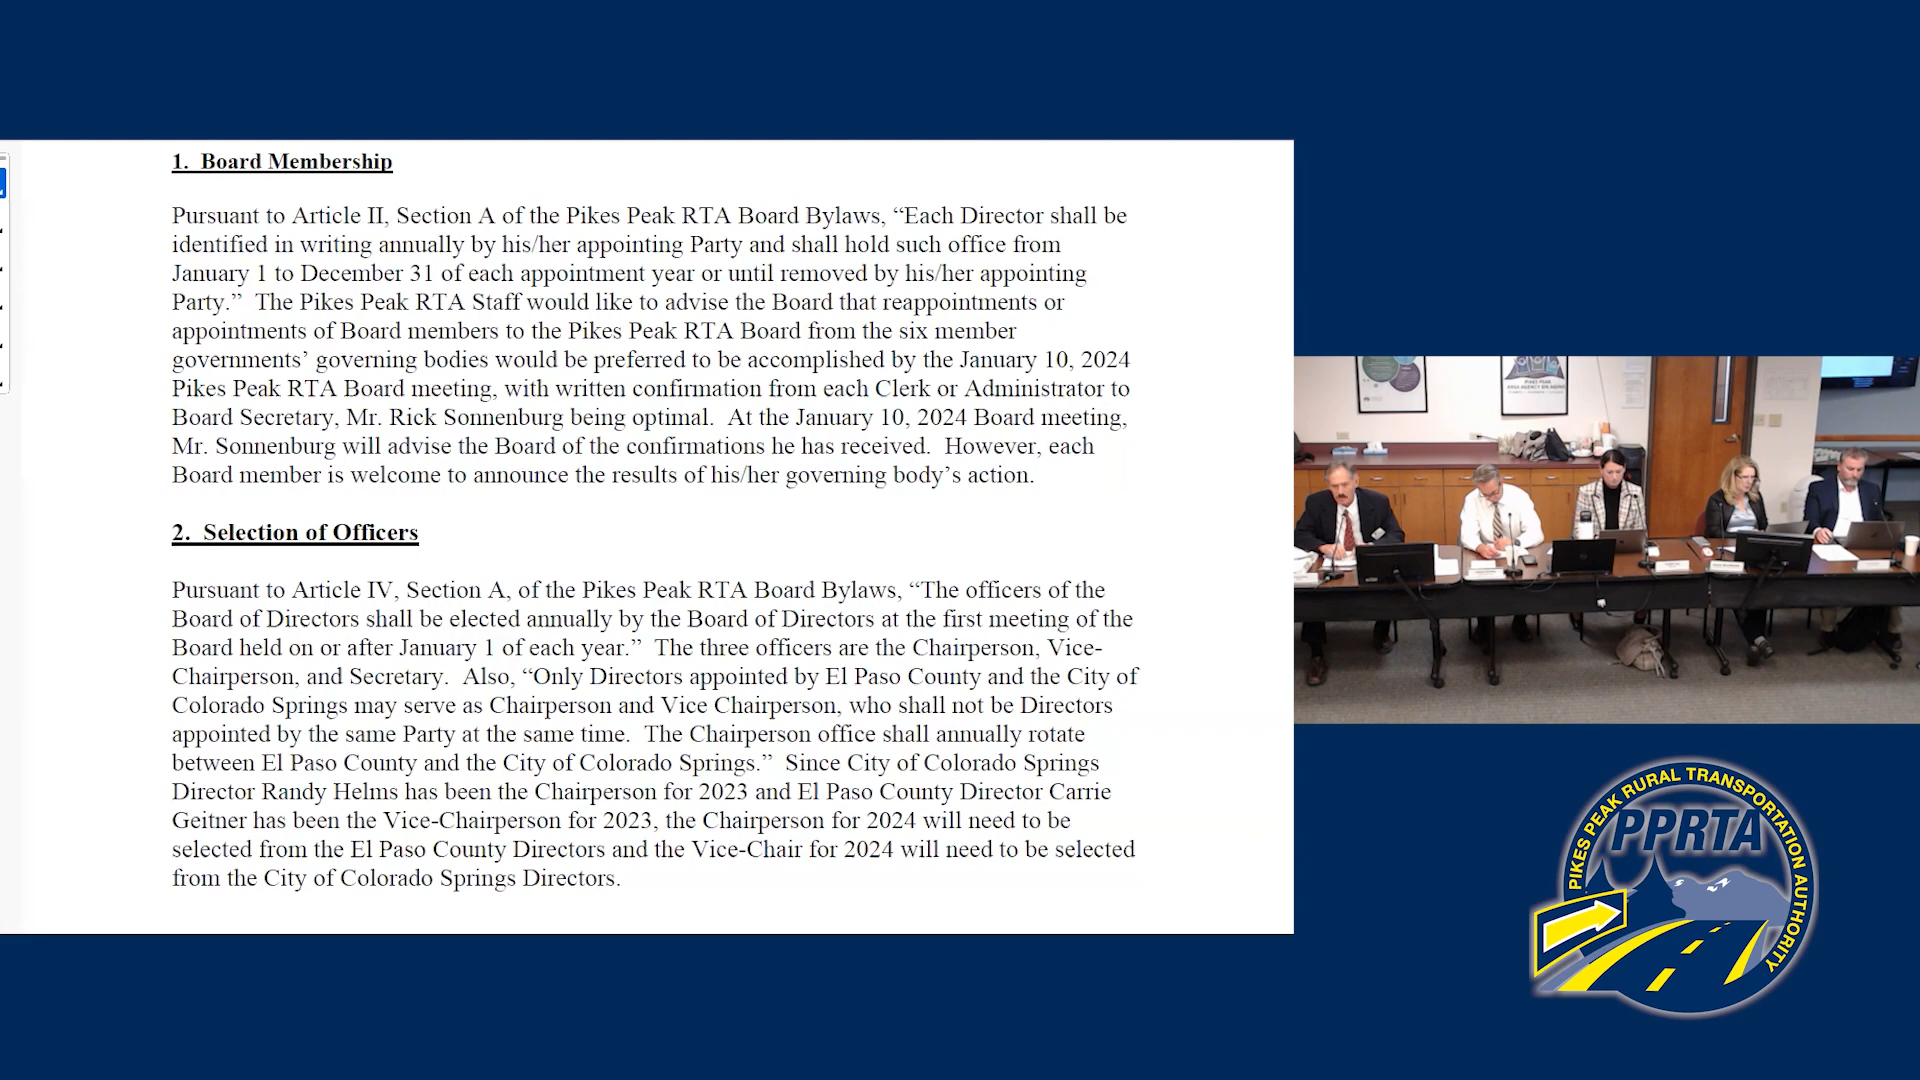 1. Board Membership
Pursuant to Article II, Section A of the Pikes Peak RTA Board Bylaws, “Each Director shall be
identified in writing annually by his/her appointing Party and shall hold such office from
January 1 to December 31 of each appointment year or until removed by his/her appointing
Party.” The Pikes Peak RTA Staff would like to advise the Board that reappointments or
appointments of Board members to the Pikes Peak RTA Board from the six member
governments’ governing bodies would be preferred to be accomplished by the January 10, 2024
Pikes Peak RTA Board meeting, with written confirmation from each Clerk or Administrator to
Board Secretary, Mr. Rick Sonnenburg being optimal. At the January 10, 2024 Board meeting,
Mr. Sonnenburg will advise the Board of the confirmations he has received. However, each
Board member is welcome to announce the results of his/her governing body’s action.
2. Selection of Officers
Pursuant to Article IV, Section A, of the Pikes Peak RTA Board Bylaws, “The officers of the
Board of Directors shall be elected annually by the Board of Directors at the first meeting of the
Board held on or after January 1 of each year.” The three officers are the Chairperson, Vice-
Chairperson, and Secretary. Also, “Only Directors appointed by El Paso County and the City of
Colorado Springs may serve as Chairperson and Vice Chairperson, who shall not be Directors
appointed by the same Party at the same time. The Chairperson office shall annually rotate
between El Paso County and the City of Colorado Springs.” Since City of Colorado Springs
Director Randy Helms has been the Chairperson for 2023 and El Paso County Director Carrie
Geitner has been the Vice-Chairperson for 2023, the Chairperson for 2024 will need to be
selected from the El Paso County Directors and the Vice-Chair for 2024 will need to be selected
from the City of Colorado Springs Directors.
PIKES PEAK
AREA AGENCY ON AGING
PIKES PEAK RURAL TRANSPORTATION AUTHORITY
PPRTA